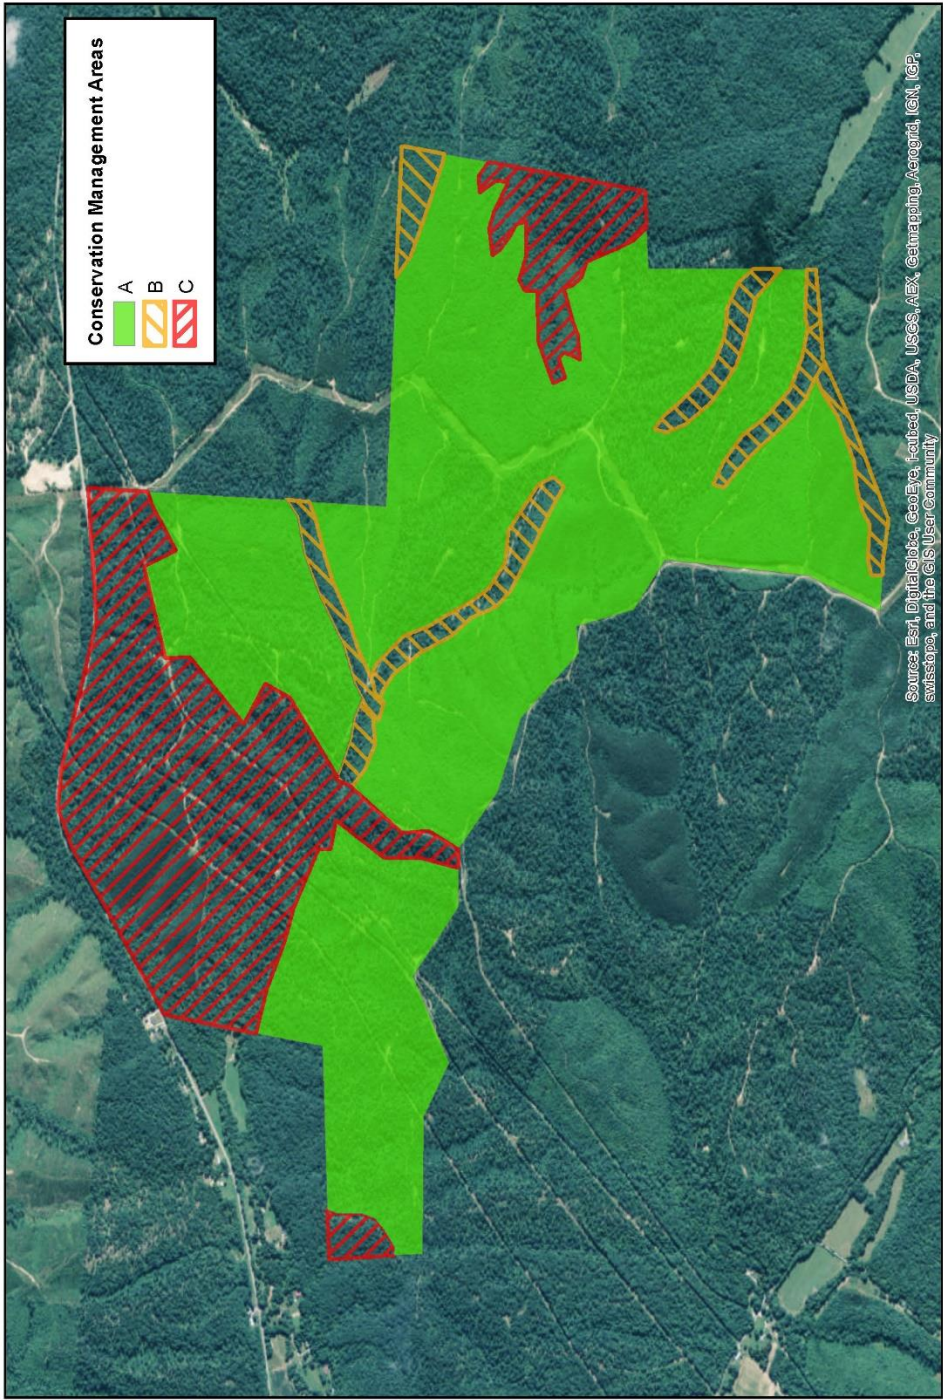 Conservation Management Areas
A
B
C
Source: Esri, DigitalGlobe, GeoEye, i-cubed, USDA, USGS, AEX, Getmapping, Aerogrid, IGN, IGP,
swisstopo, and the GIS User Community